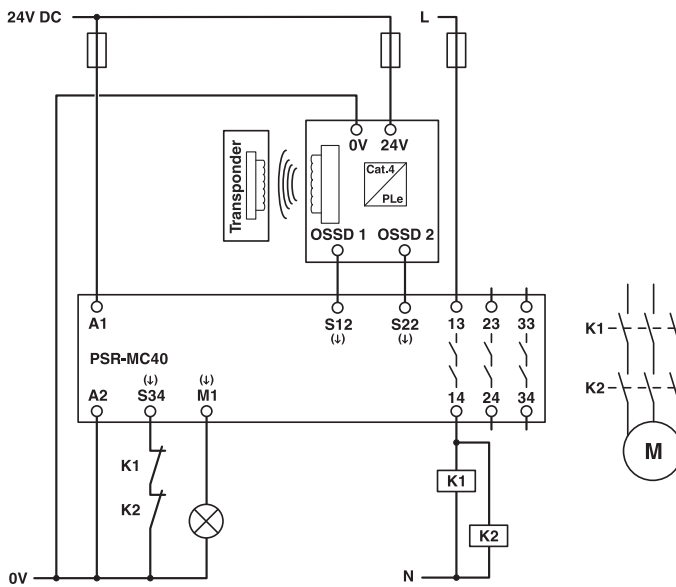 24V DC
L
0V 24V
Transponder
Cat.4
PLe
OSSD 1 OSSD 2
A1 S12 S22 13 23 33
(↓) (↓)
PSR-MC40
(↓) (↓)
A2 S34 M1 14 24 34
K1
K2
K1
K2
0V
N
K1
K2
M